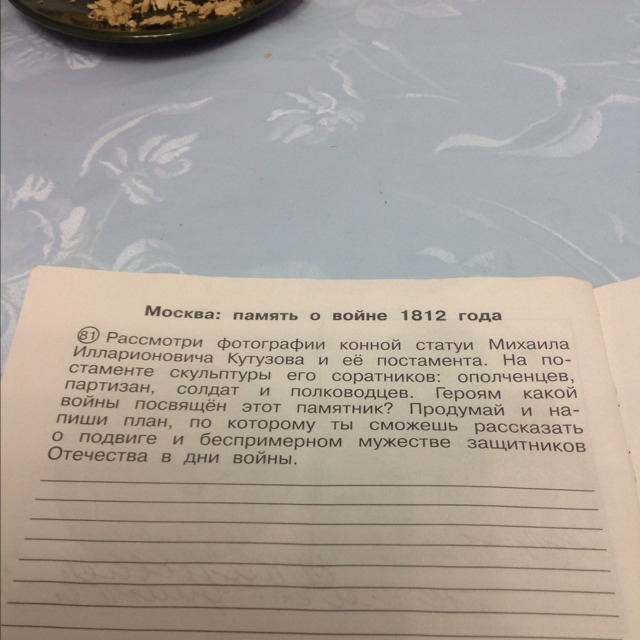 Москва: память о войне 1812 года
81 Рассмотри фотографии конной статуи Михаила
Илларионовича Кутузова и её постамента. На по-
стаменте скульптуры его соратников: ополченцев,
партизан, солдат и полководцев. Героям какой
войны посвящён этот памятник? Продумай и на-
пиши план, по которому ты сможешь рассказать
о подвиге и беспримерном мужестве защитников
Отечества в дни войны.